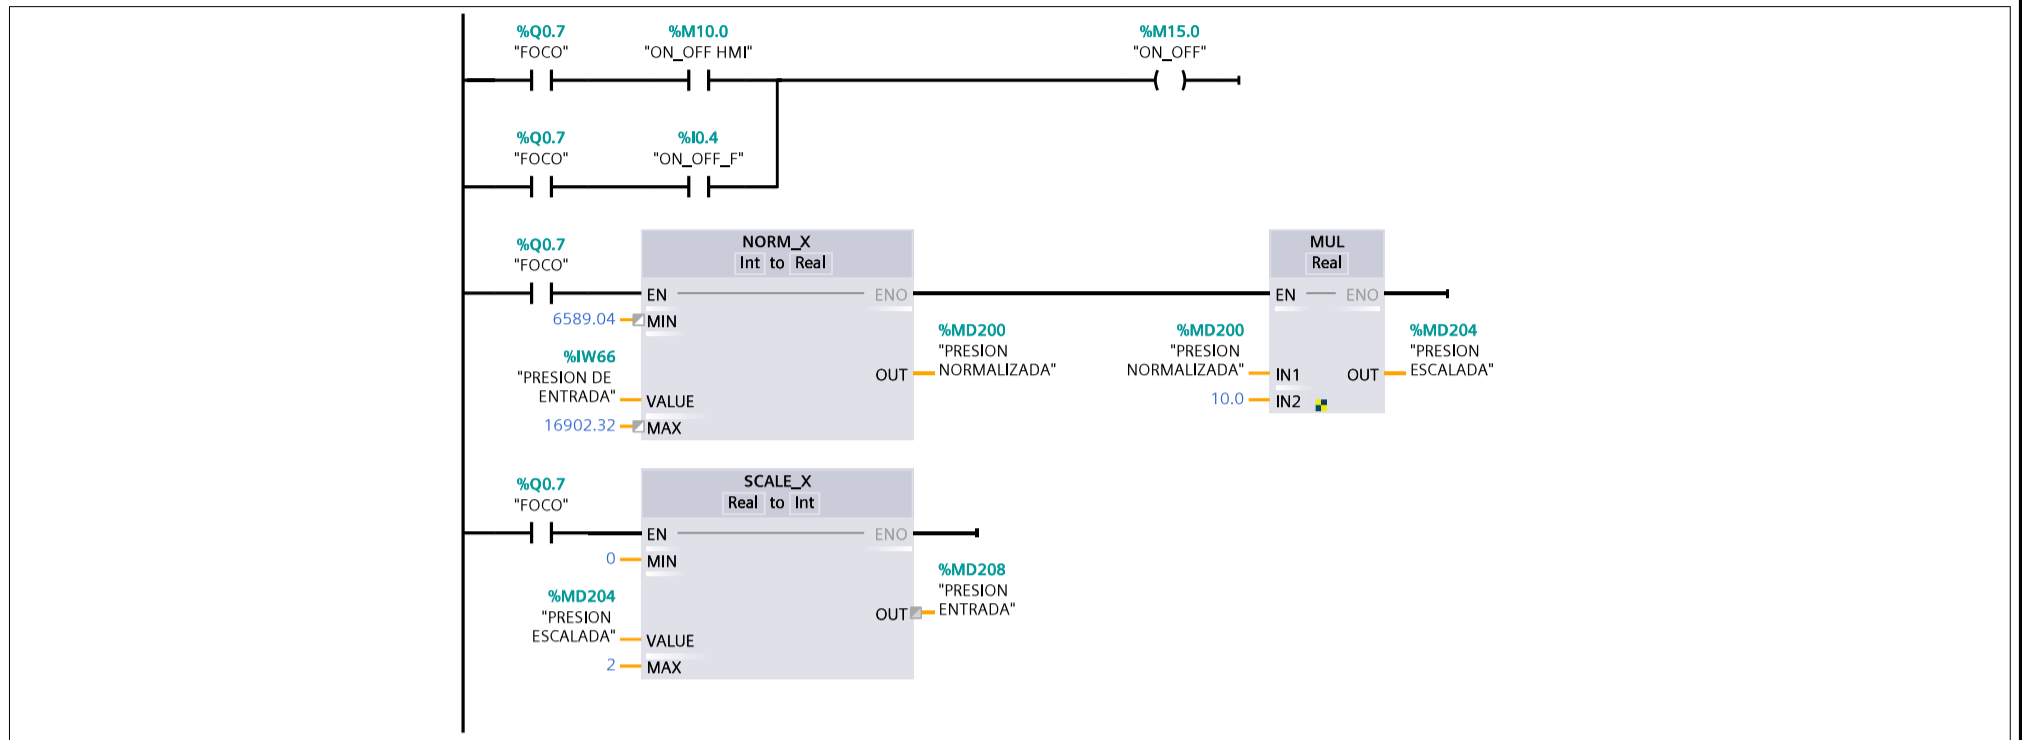 %Q0.7
"FOCO"
%M10.0
"ON_OFF HMI"
%M15.0
"ON_OFF"
%Q0.7
"FOCO"
%I0.4
"ON_OFF_F"
%Q0.7
"FOCO"
NORM_X
Int to Real
EN
ENO
6589.04
MIN
%IW66
"PRESION DE
ENTRADA"
VALUE
16902.32
MAX
OUT
%MD200
"PRESION
NORMALIZADA"
MUL
Real
EN
ENO
%MD200
"PRESION
NORMALIZADA"
IN1
10.0
IN2
OUT
%MD204
"PRESION
ESCALADA"
%Q0.7
"FOCO"
SCALE_X
Real to Int
EN
ENO
0
MIN
%MD204
"PRESION
ESCALADA"
VALUE
2
MAX
OUT
%MD208
"PRESION
ENTRADA"